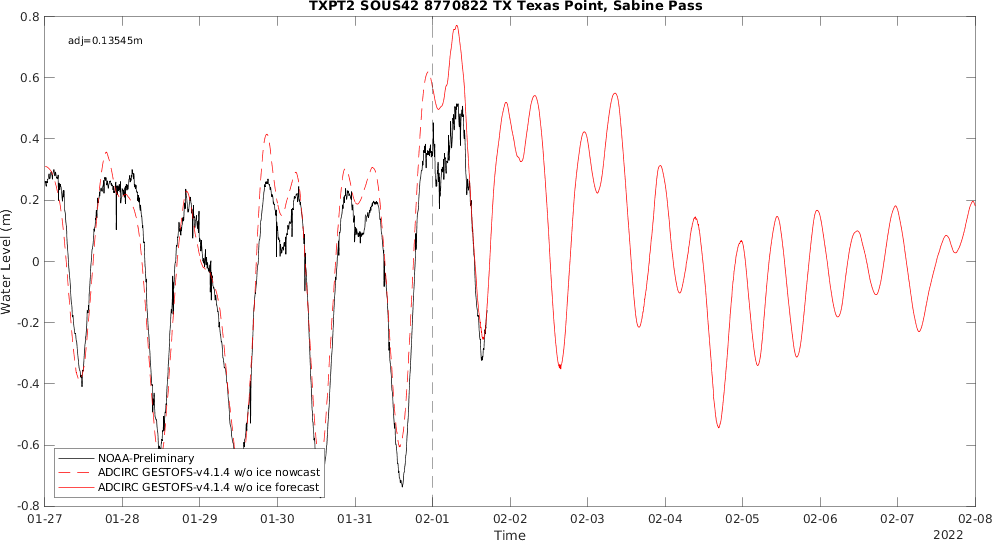 TXPT2 SOUS42 8770822 TX Texas Point, Sabine Pass
adj=0.13545m
Water Level (m)
0.8
0.6
0.4
0.2
0
-0.2
-0.4
-0.6
-0.8
NOAA-Preliminary
ADCIRC GESTOFS-v4.1.4 w/o ice nowcast
ADCIRC GESTOFS-v4.1.4 w/o ice forecast
01-27 01-28 01-29 01-30 01-31 02-01 02-02 02-03 02-04 02-05 02-06 02-07 02-08
Time
2022